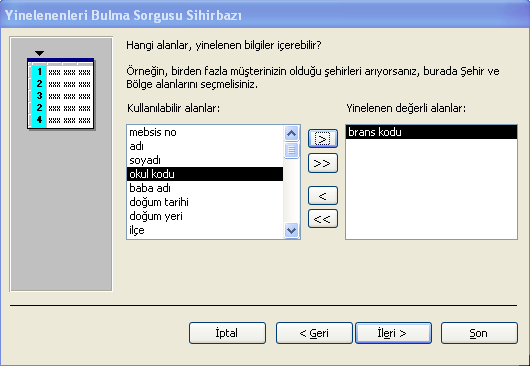 Yinelenenleri Bulma Sorgusu Sihirbazı
Hangi alanlar, yinelenen bilgiler içerebilir?
Örneğin, birden fazla müşterinizin olduğu şehirleri arıyorsanız, burada Şehir ve
Bölge alanlarını seçmelisiniz.
1 xxx xxx xxx
2 xxx xxx xxx
3 xxx xxx xxx
2 xxx xxx xxx
4 xxx xxx xxx
Kullanılabilir alanlar:
mebsis no
adı
soyadı
okul kodu
baba adı
doğum tarihi
doğum yeri
ilçe
>
>>
<
<<
Yinelenen değerli alanlar:
brans kodu
İptal
< Geri
İleri >
Son